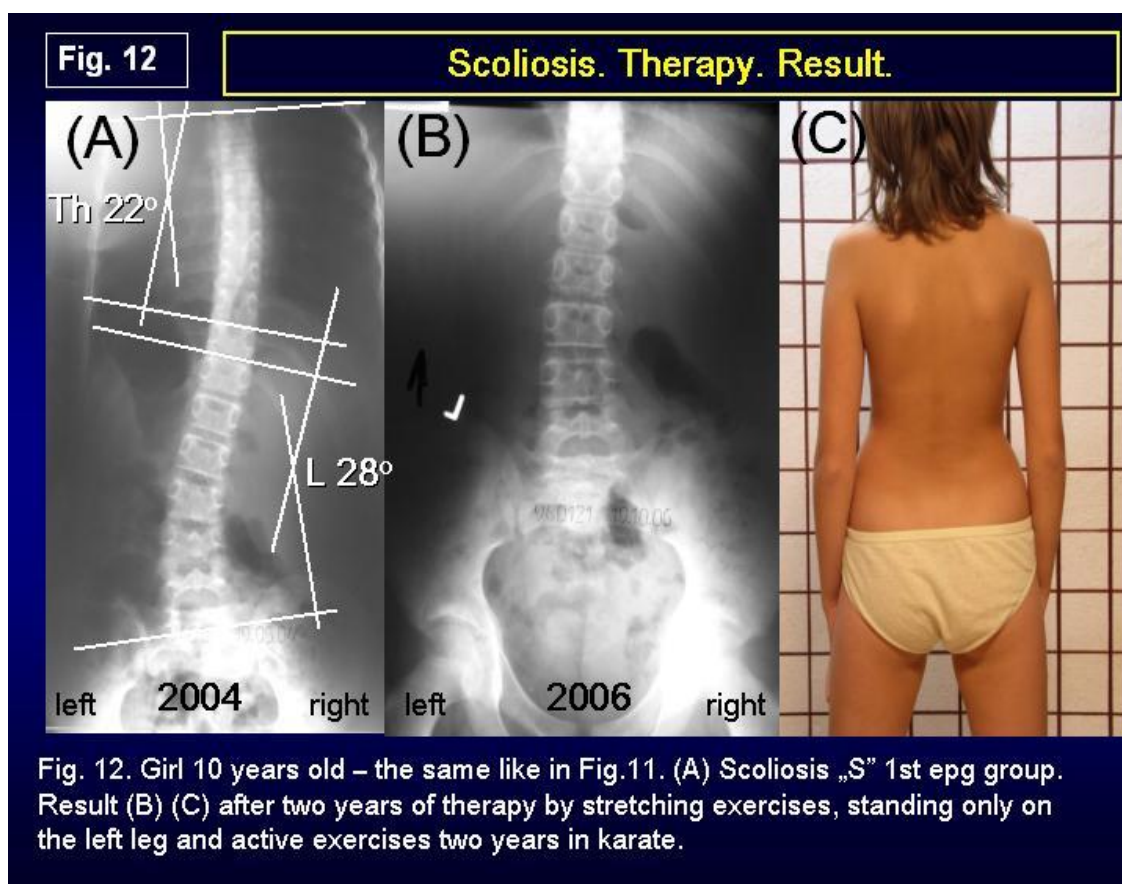 Fig. 12
Scoliosis. Therapy. Result.
(A)
(B)
(C)
Th 22°
L 28°
left 2004 right
left 2006 right
Fig. 12. Girl 10 years old – the same like in Fig.11. (A) Scoliosis „S” 1st epg group.
Result (B) (C) after two years of therapy by stretching exercises, standing only on
the left leg and active exercises two years in karate.